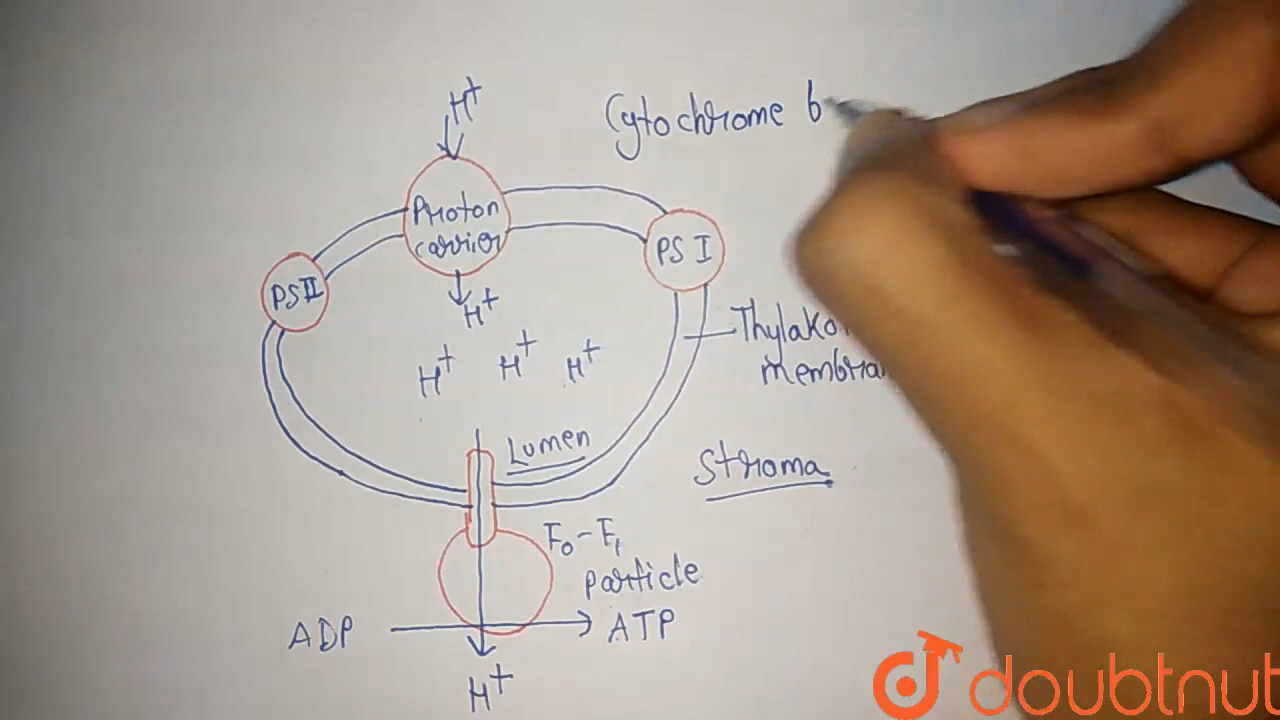 H+
Cytochrome b
Proton
carrier
PS I
PS II
H+
H+ H+ H+
Thylako
membra
Lumen
Stroma
F0-F1
particle
ADP
ATP
H+
doubtnut